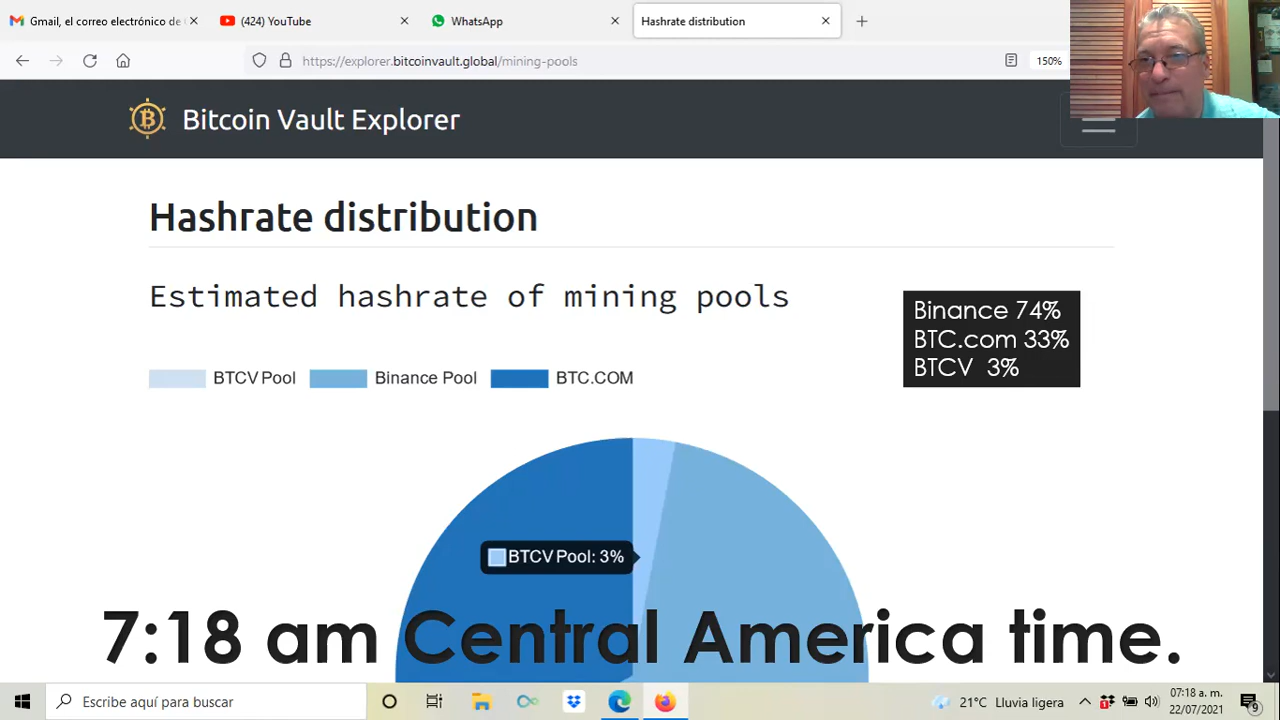 Gmail, el correo electrónico de
(424) YouTube
WhatsApp
Hashrate distribution
https://explorer.bitcoinvault.global/mining-pools
150%
Bitcoin Vault Explorer
Hashrate distribution
Estimated hashrate of mining pools
Binance 74%
BTC.com 33%
BTCV 3%
BTCV Pool
Binance Pool
BTC.COM
BTCV Pool: 3%
7:18 am Central America time.
Escribe aquí para buscar
21°C Lluvia ligera
07:18 a. m.
22/07/2021
9